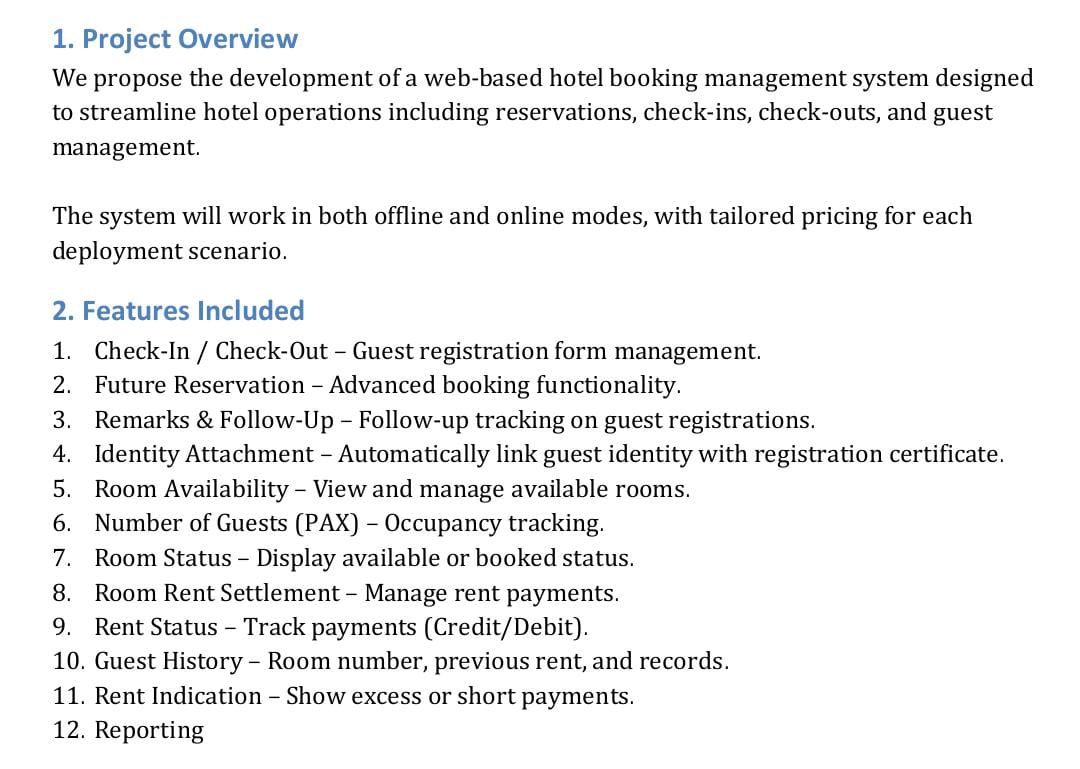 1. Project Overview
We propose the development of a web-based hotel booking management system designed
to streamline hotel operations including reservations, check-ins, check-outs, and guest
management.
The system will work in both offline and online modes, with tailored pricing for each
deployment scenario.
2. Features Included
1. Check-In / Check-Out – Guest registration form management.
2. Future Reservation – Advanced booking functionality.
3. Remarks & Follow-Up – Follow-up tracking on guest registrations.
4. Identity Attachment – Automatically link guest identity with registration certificate.
5. Room Availability – View and manage available rooms.
6. Number of Guests (PAX) – Occupancy tracking.
7. Room Status – Display available or booked status.
8. Room Rent Settlement – Manage rent payments.
9. Rent Status – Track payments (Credit/Debit).
10. Guest History – Room number, previous rent, and records.
11. Rent Indication – Show excess or short payments.
12. Reporting